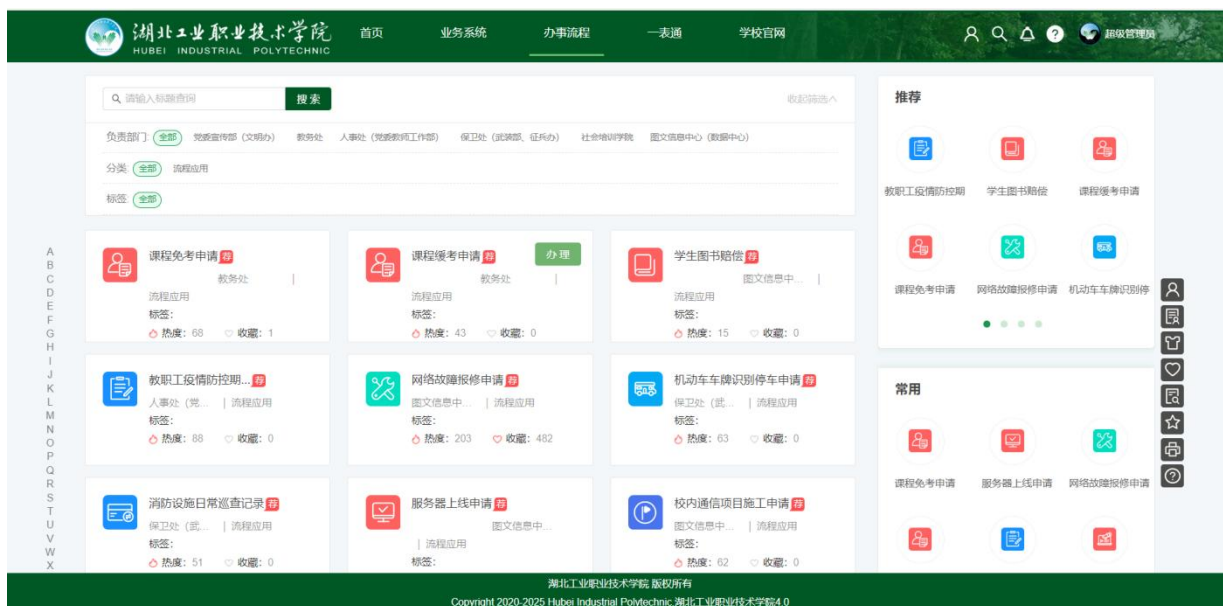 湖北工业职业技术学院
HUBEI INDUSTRIAL POLYTECHNIC
首页 业务系统 办事流程 一表通 学校官网 超级管理员
请输入标题查询 搜索 收起筛选
负责部门: 全部 党委宣传部（文明办） 教务处 人事处（党委教师工作部） 保卫处（武装部、征兵办） 社会培训学院 图文信息中心（数据中心）
分类: 全部 流程应用
标签: 全部
A
B
C
D
E
F
G
H
I
J
K
L
M
N
O
P
Q
R
S
T
U
V
W
X
课程免考申请 荐
教务处 |
流程应用
标签:
热度: 68 收藏: 1
课程缓考申请 荐 办理
教务处 |
流程应用
标签:
热度: 43 收藏: 0
学生图书赔偿 荐
图文信息中... |
流程应用
标签:
热度: 15 收藏: 0
教职工疫情防控期... 荐
人事处（党... | 流程应用
标签:
热度: 88 收藏: 0
网络故障报修申请 荐
图文信息中... | 流程应用
标签:
热度: 203 收藏: 482
机动车车牌识别停车申请 荐
保卫处（武... | 流程应用
标签:
热度: 63 收藏: 0
消防设施日常巡查记录 荐
保卫处（武... | 流程应用
标签:
热度: 51 收藏: 0
服务器上线申请 荐
图文信息中...
| 流程应用
标签:
校内通信项目施工申请 荐
图文信息中... | 流程应用
标签:
热度: 62 收藏: 0
推荐
教职工疫情防控期 学生图书赔偿 课程缓考申请
课程免考申请 网络故障报修申请 机动车车牌识别停
常用
课程免考申请 服务器上线申请 网络故障报修申请
湖北工业职业技术学院 版权所有
Copyright 2020-2025 Hubei Industrial Polytechnic 湖北工业职业技术学院4.0